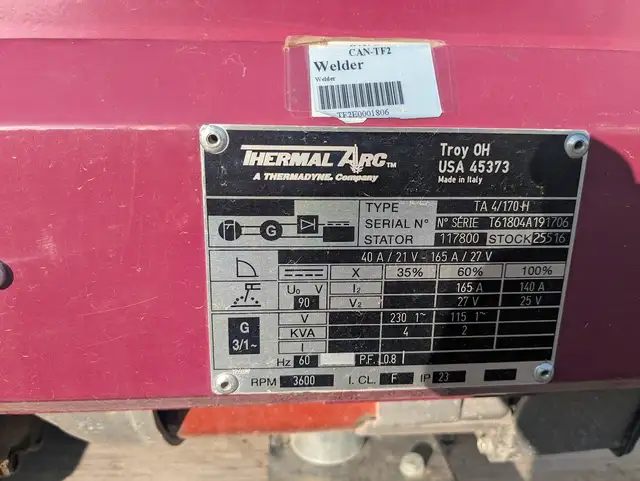 CAN-TF2
Welder
Welder
TF2E0001806
THERMAL ARC TM
A THERMADYNE® Company
Troy OH
USA 45373
Made in Italy
TYPE TA 4/170 H
SERIAL N° N° SÉRIE T61804A191706
STATOR 117800 STOCK 25516
G
40 A / 21 V - 165 A / 27 V
X 35% 60% 100%
U₀ V I₂ 165 A 140 A
90 V₂ 27 V 25 V
G
3/1~
V 230 1~ 115 1~
KVA 4 2
I
Hz 60 P.F. 0.8
RPM 3600 I. CL. F IP 23